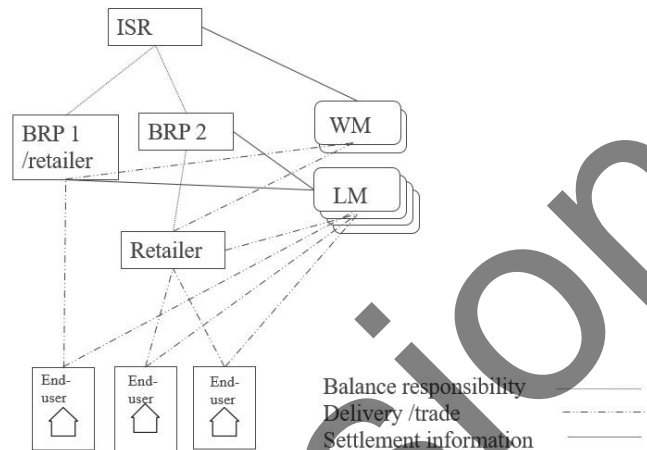 ISR
BRP 1
/retailer
BRP 2
WM
LM
Retailer
End-
user
End-
user
End-
user
Balance responsibility
Delivery /trade
Settlement information
sion